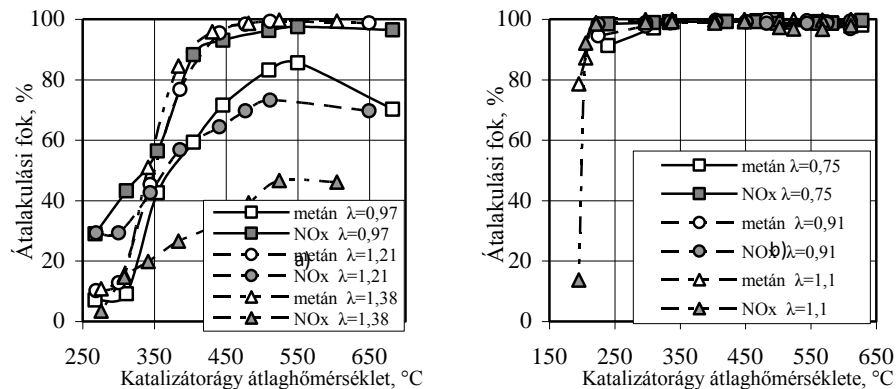 Átalakulási fok, %
100
80
60
40
20
0
250
350
450
550
650
Katalizátorágy átlaghőmérséklet, °C
metán λ=0,97
NOx λ=0,97
metán λ=1,21
NOx λ=1,21
metán λ=1,38
NOx λ=1,38
a)
Átalakulási fok, %
100
80
60
40
20
0
150
250
350
450
550
650
Katalizátorágy átlaghőmérséklete, °C
metán λ=0,75
NOx λ=0,75
metán λ=0,91
NOx λ=0,91
metán λ=1,1
NOx λ=1,1
b)